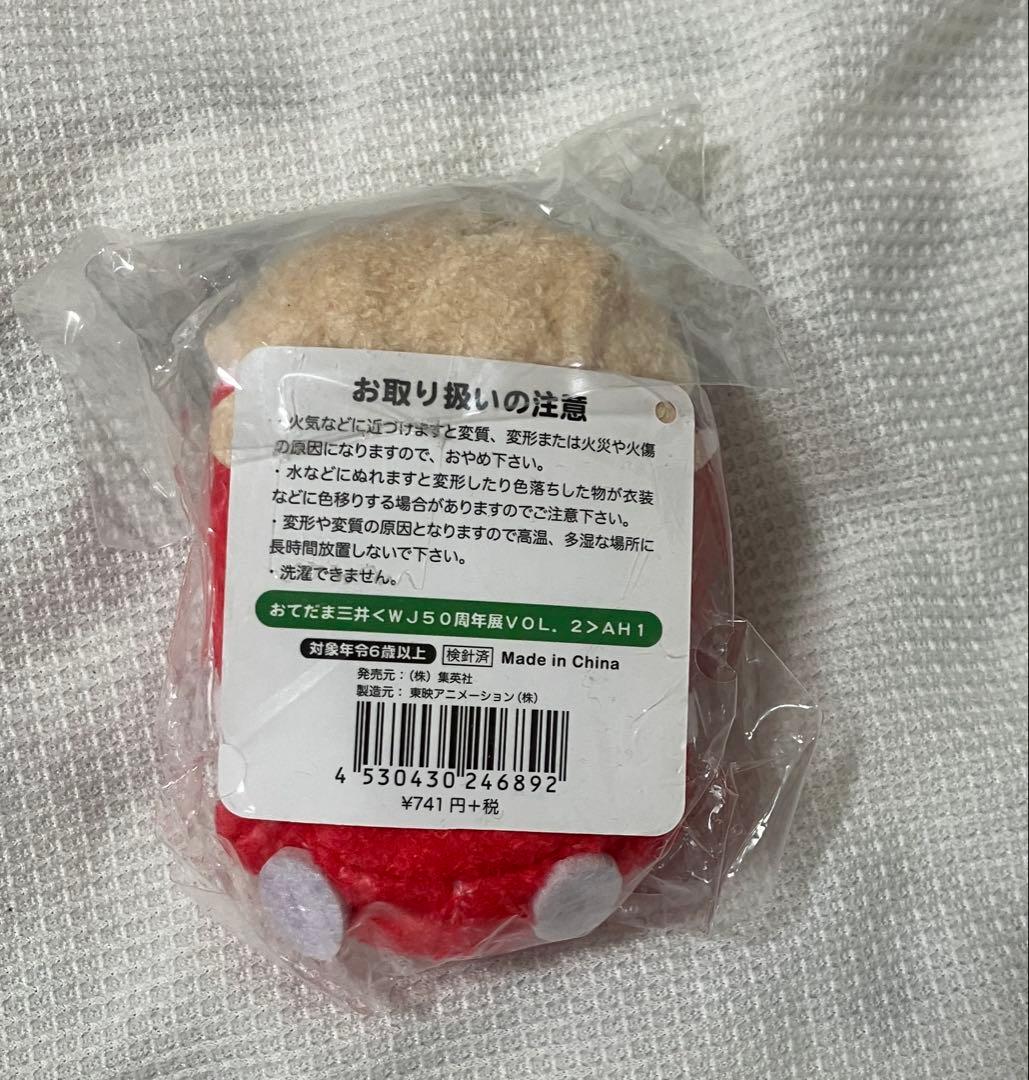 お取り扱いの注意
・火気などに近づけますと変質、変形または火災や火傷
の原因になりますので、おやめ下さい。
・水などにぬれますと変形したり色落ちした物が衣装
などに色移りする場合がありますのでご注意下さい。
・変形や変質の原因となりますので高温、多湿な場所に
長時間放置しないで下さい。
・洗濯できません。
おてだま三井＜ＷＪ５０周年展ＶＯＬ．２＞ＡＨ１
対象年令6歳以上 検針済 Made in China
発売元：（株）集英社
製造元：東映アニメーション（株）
4 530430 246892
¥741円＋税